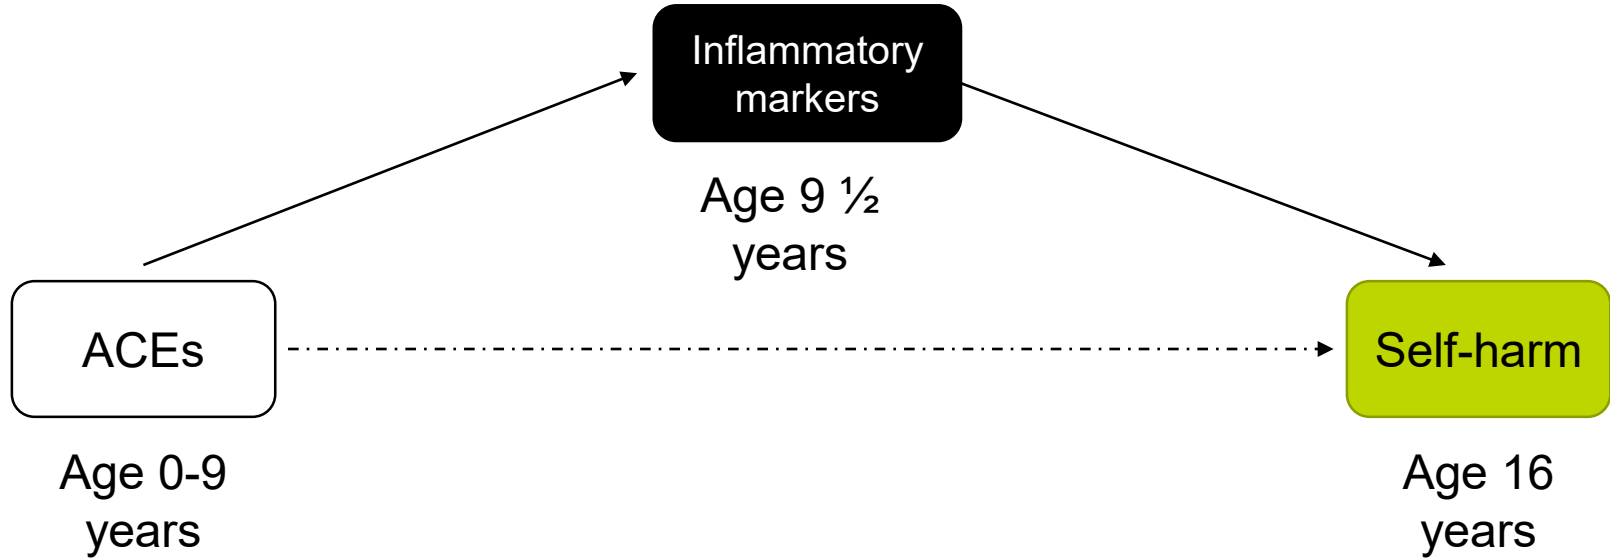 Inflammatory
markers
Age 9 ½
years
ACEs
Self-harm
Age 0-9
years
Age 16
years